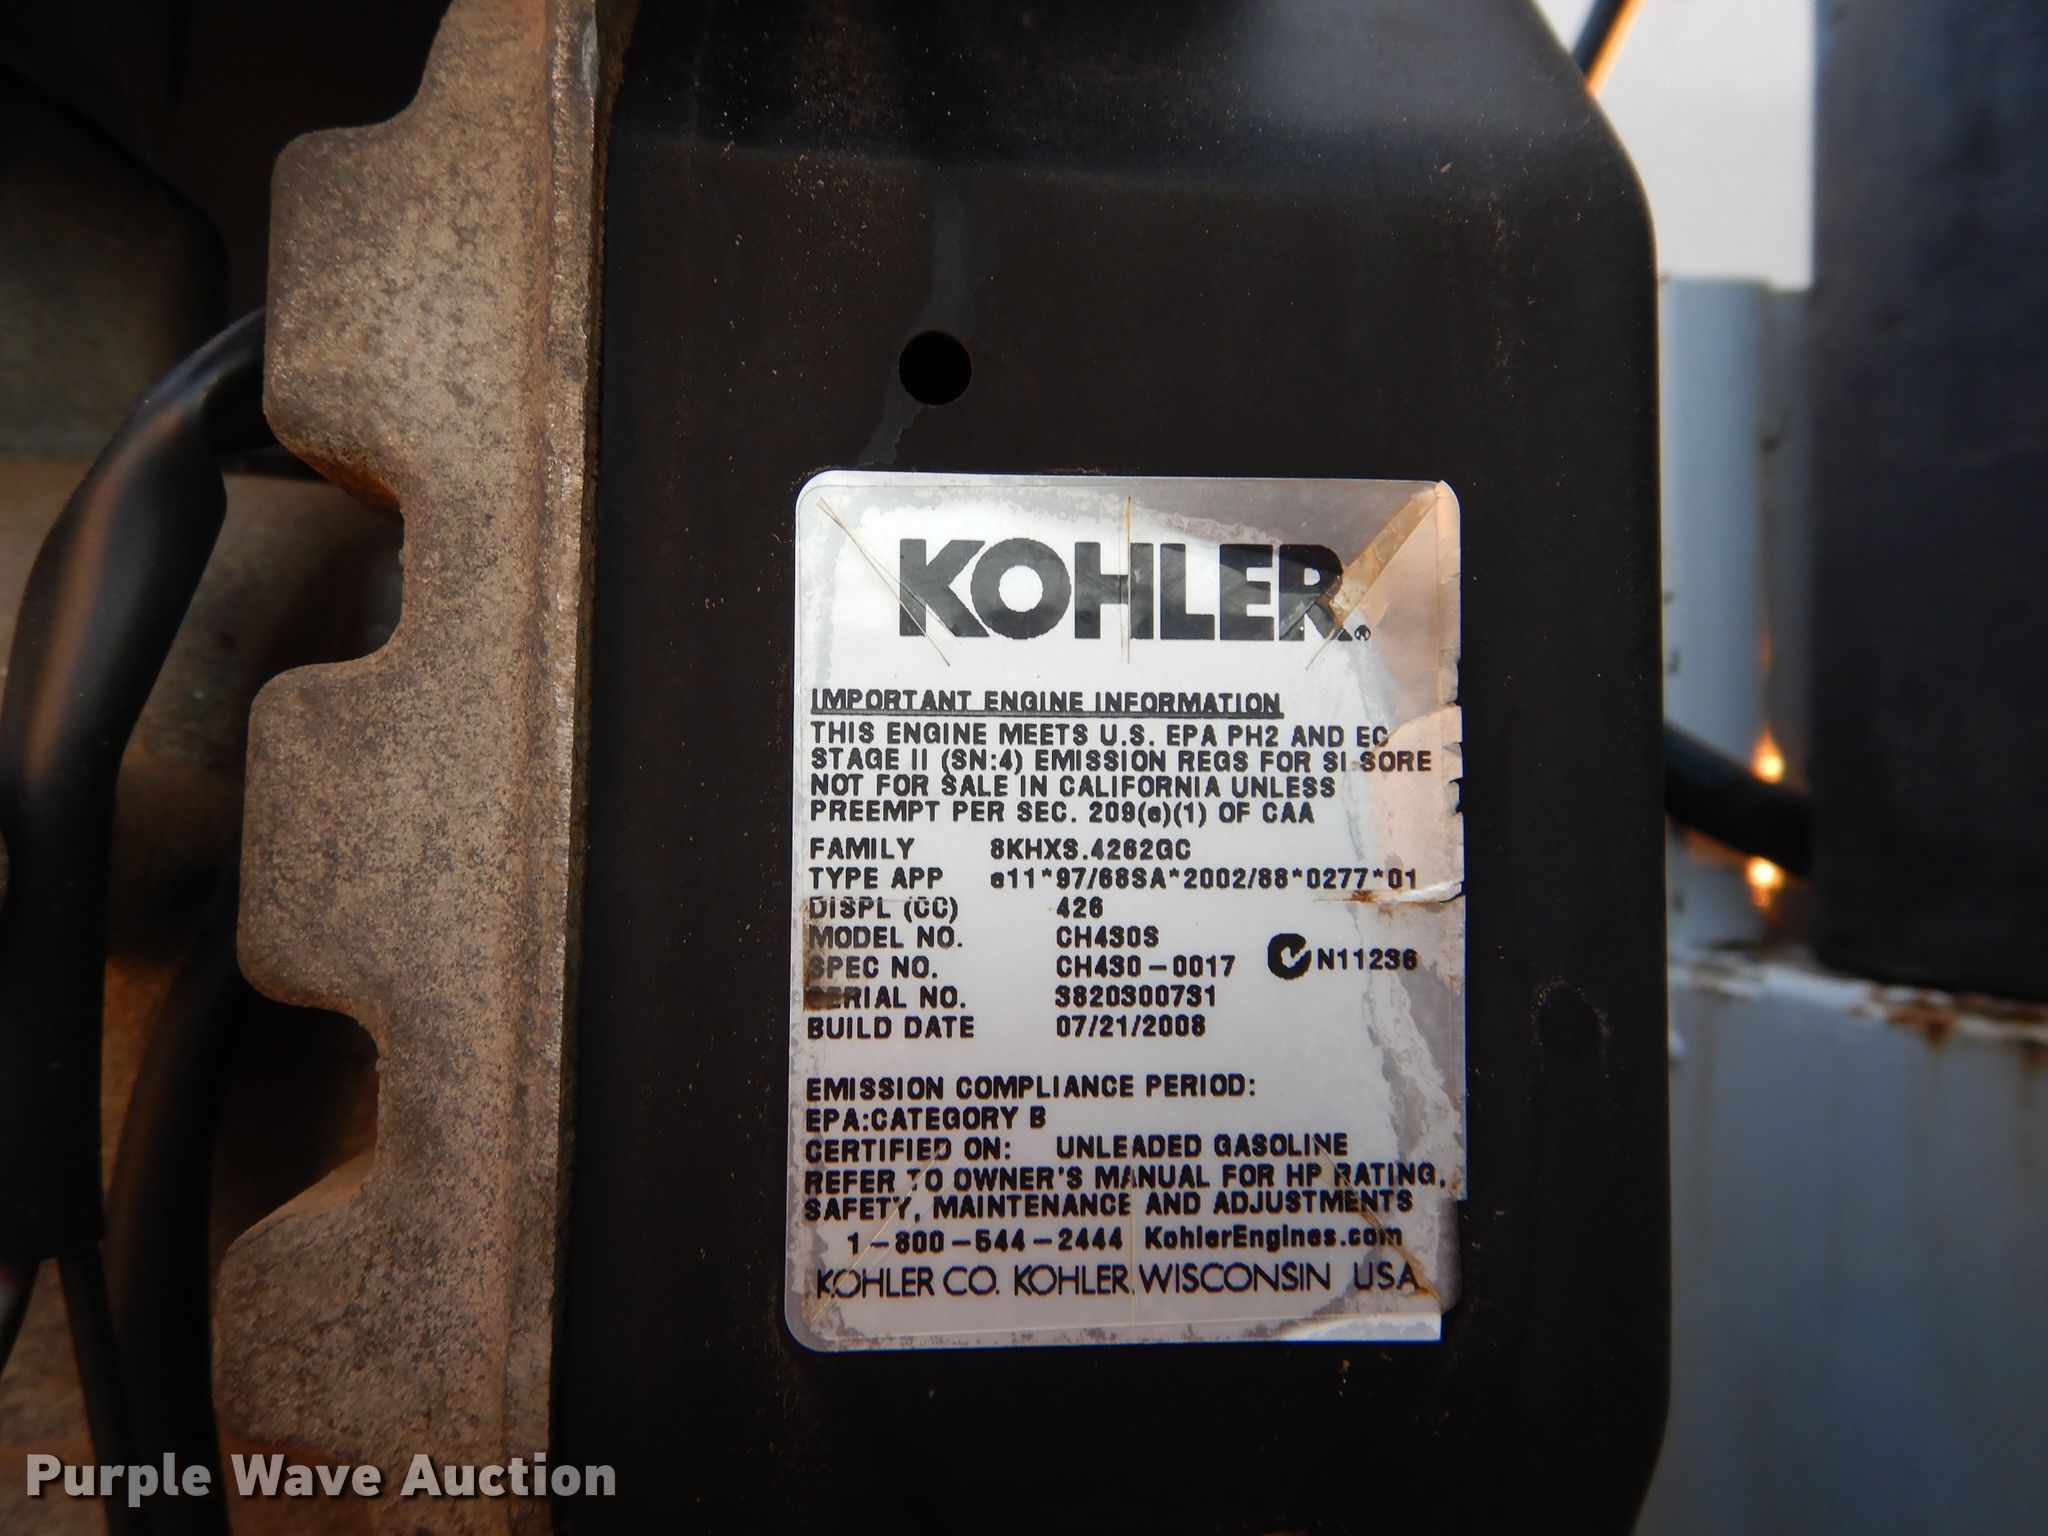 KOHLER®
IMPORTANT ENGINE INFORMATION
THIS ENGINE MEETS U.S. EPA PH2 AND EC
STAGE II (SN:4) EMISSION REGS FOR SI SORE
NOT FOR SALE IN CALIFORNIA UNLESS
PREEMPT PER SEC. 209(e)(1) OF CAA
FAMILY 8KHXS.4262GC
TYPE APP e11*97/68SA*2002/88*0277*01
DISPL (CC) 426
MODEL NO. CH430S
SPEC NO. CH430-0017 N11236
SERIAL NO. 3820300731
BUILD DATE 07/21/2008
EMISSION COMPLIANCE PERIOD:
EPA:CATEGORY B
CERTIFIED ON: UNLEADED GASOLINE
REFER TO OWNER'S MANUAL FOR HP RATING,
SAFETY, MAINTENANCE AND ADJUSTMENTS
1-800-544-2444 KohlerEngines.com
KOHLER CO. KOHLER, WISCONSIN USA
Purple Wave Auction